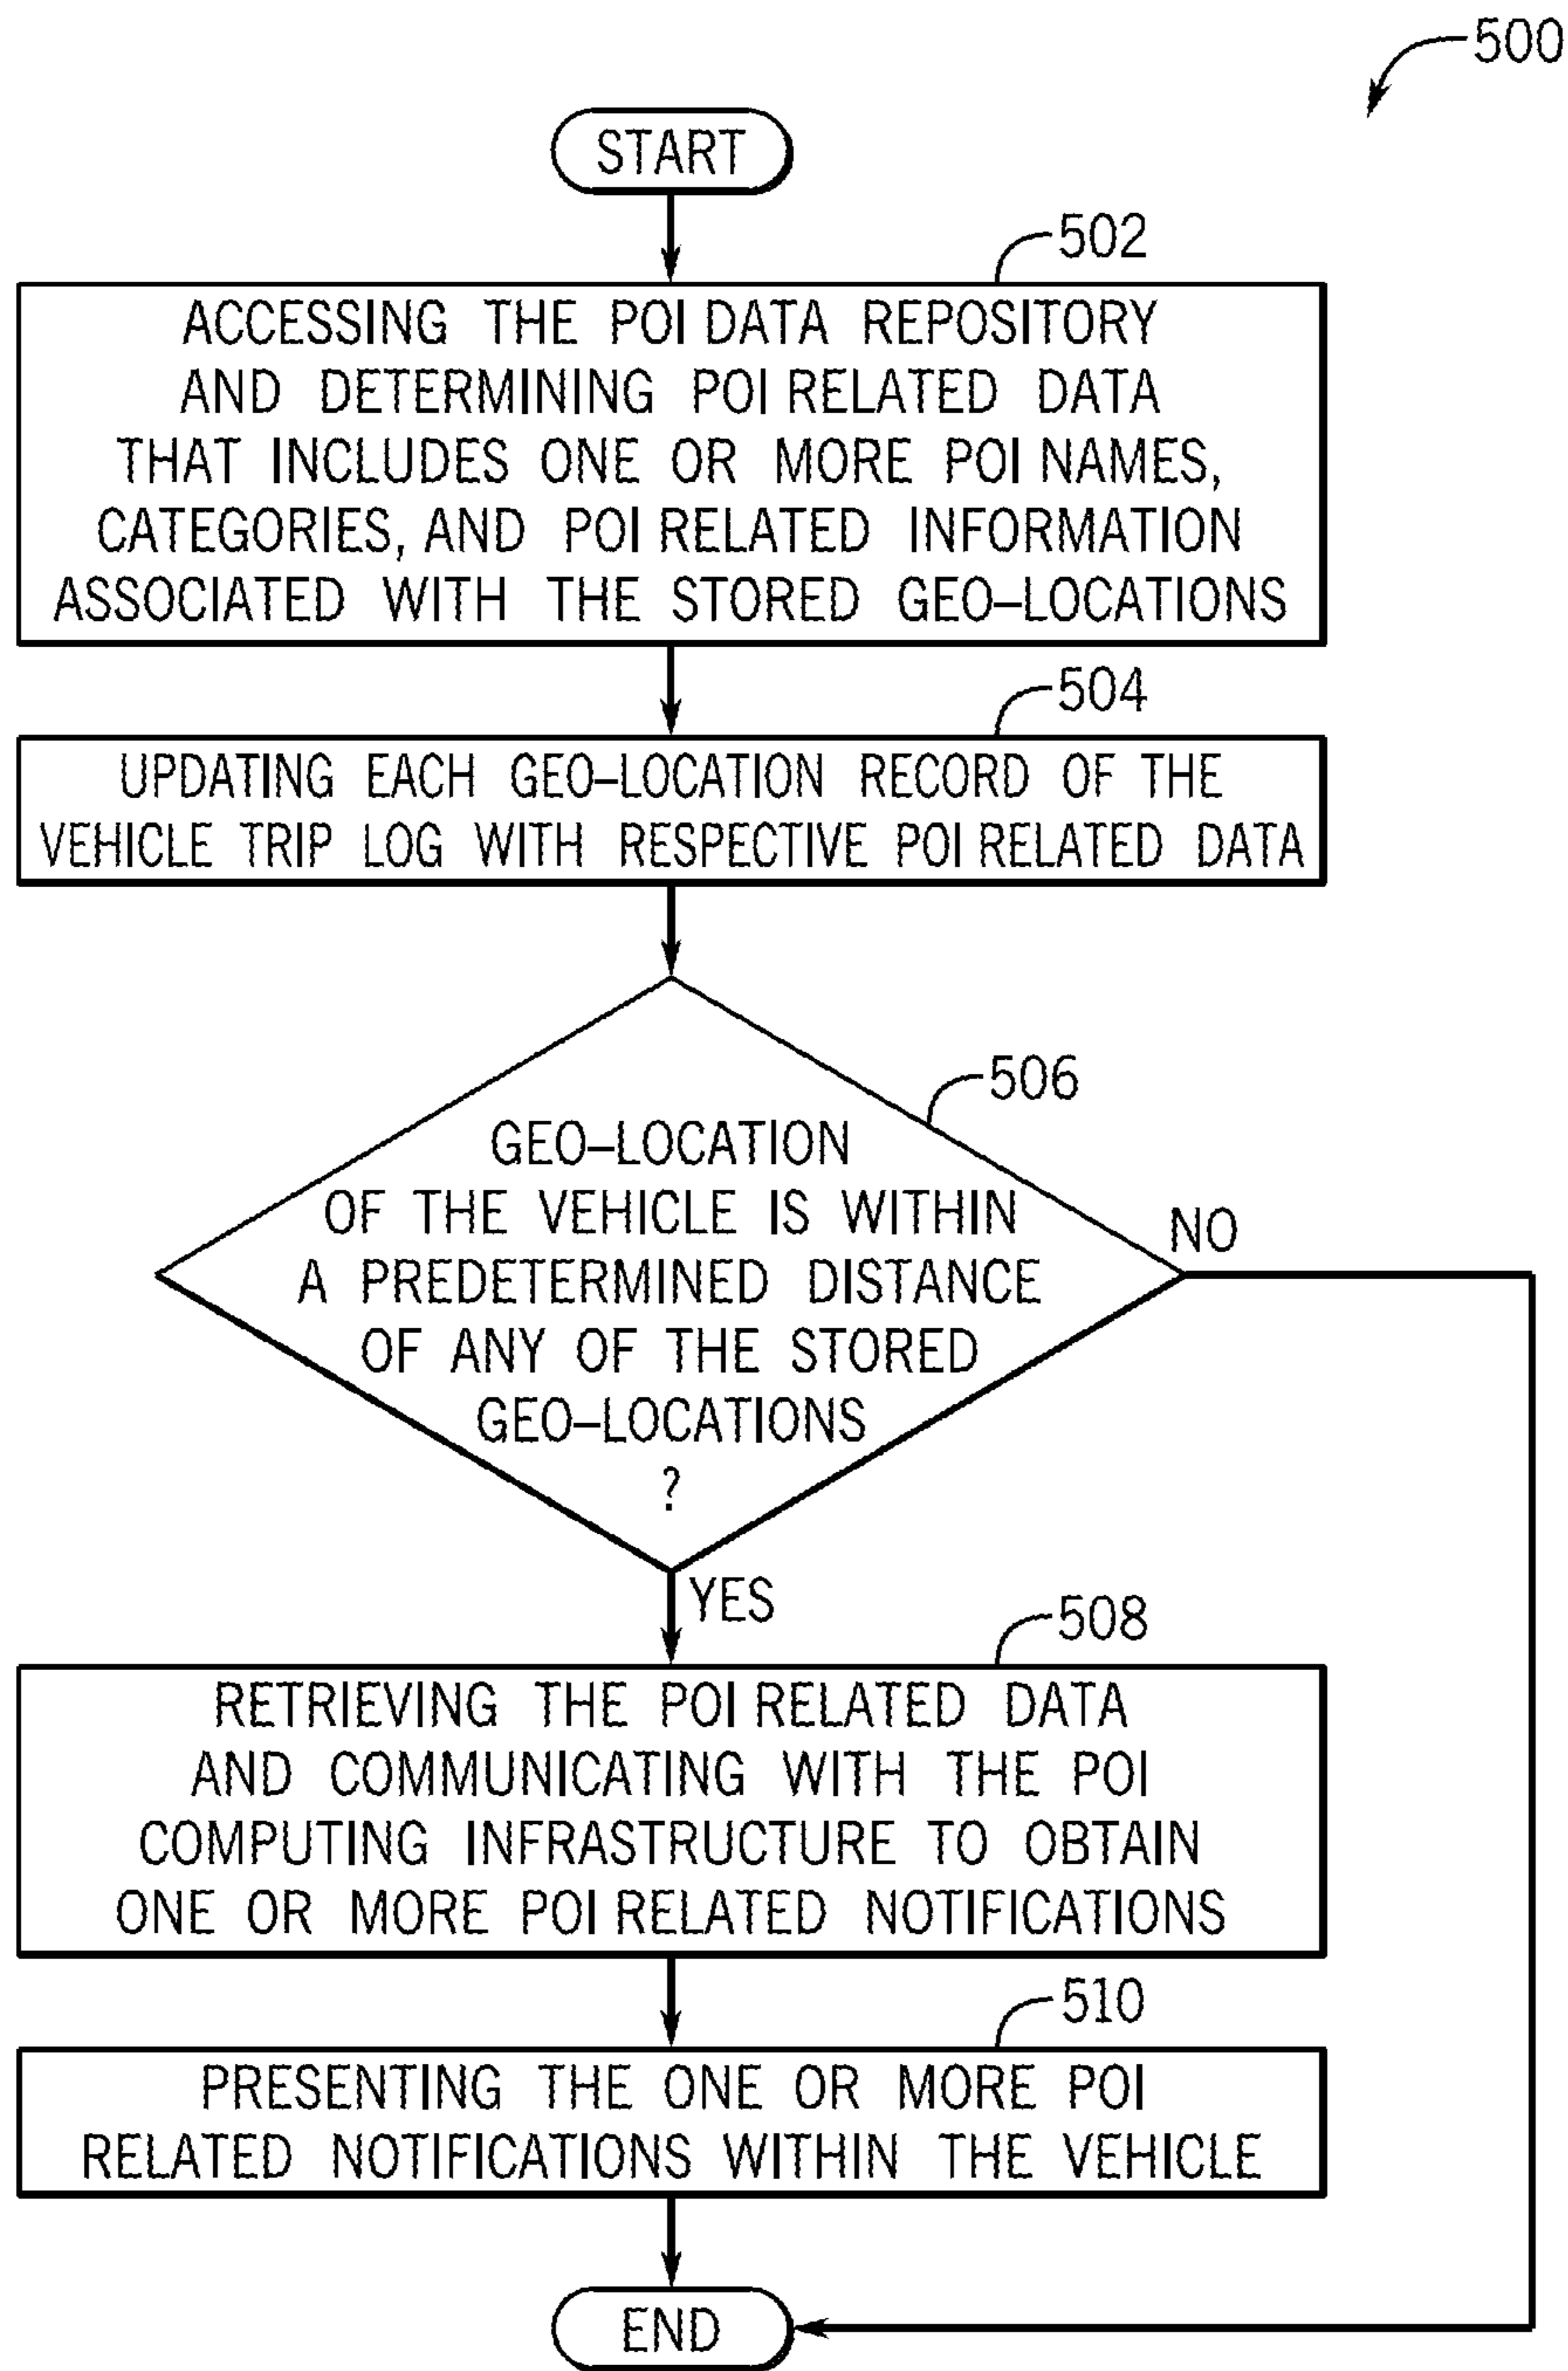 500
START
502
ACCESSING THE POI DATA REPOSITORY
AND DETERMINING POI RELATED DATA
THAT INCLUDES ONE OR MORE POI NAMES,
CATEGORIES, AND POI RELATED INFORMATION
ASSOCIATED WITH THE STORED GEO–LOCATIONS
504
UPDATING EACH GEO–LOCATION RECORD OF THE
VEHICLE TRIP LOG WITH RESPECTIVE POI RELATED DATA
506
GEO–LOCATION
OF THE VEHICLE IS WITHIN
A PREDETERMINED DISTANCE
OF ANY OF THE STORED
GEO–LOCATIONS
?
NO
YES
508
RETRIEVING THE POI RELATED DATA
AND COMMUNICATING WITH THE POI
COMPUTING INFRASTRUCTURE TO OBTAIN
ONE OR MORE POI RELATED NOTIFICATIONS
510
PRESENTING THE ONE OR MORE POI
RELATED NOTIFICATIONS WITHIN THE VEHICLE
END